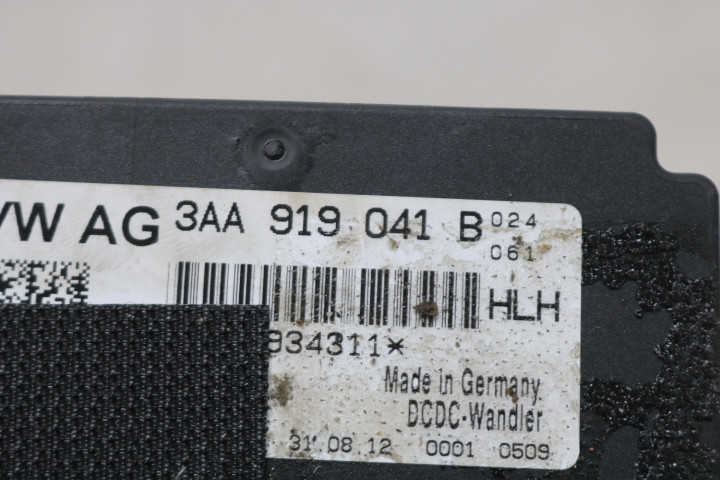 VW AG 3AA 919 041 B 024
061
HLH
934311*
Made in Germany
DCDC-Wandler
31.08.12 0001 0509